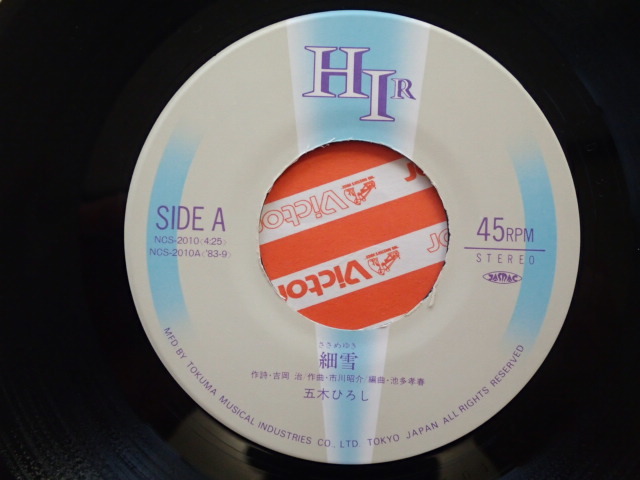 HIR
SIDE A
NCS-2010(4:25)
NCS-2010A('83-9)
45RPM
STEREO
JASRAC
Victor
Victor
ささめゆき
細雪
作詩・吉岡 治/作曲・市川昭介/編曲・池多孝春
五木ひろし
MFD BY TOKUMA MUSICAL INDUSTRIES CO., LTD. TOKYO JAPAN ALL RIGHTS RESERVED